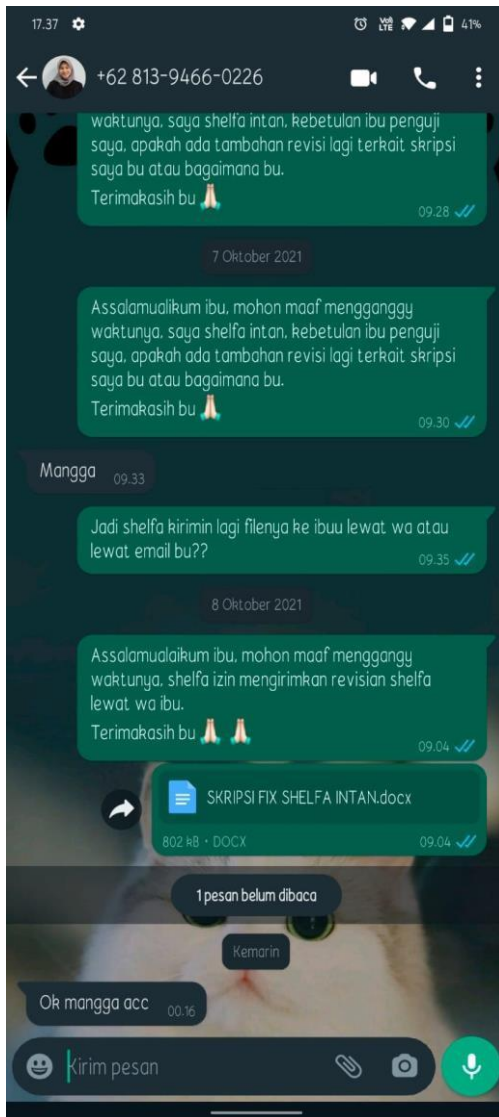 17.37
Vo)) LTE
41%
+62 813-9466-0226
waktunya, saya shelfa intan, kebetulan ibu penguji
saya, apakah ada tambahan revisi lagi terkait skripsi
saya bu atau bagaimana bu.
Terimakasih bu 🙏🏻
09.28
7 Oktober 2021
Assalamualikum ibu, mohon maaf mengganggy
waktunya, saya shelfa intan, kebetulan ibu penguji
saya, apakah ada tambahan revisi lagi terkait skripsi
saya bu atau bagaimana bu.
Terimakasih bu 🙏🏻
09.30
Mangga 09.33
Jadi shelfa kirimin lagi filenya ke ibuu lewat wa atau
lewat email bu??
09.35
8 Oktober 2021
Assalamualaikum ibu, mohon maaf menggangy
waktunya, shelfa izin mengirimkan revisian shelfa
lewat wa ibu.
Terimakasih bu 🙏🏻 🙏🏻
09.04
SKRIPSI FIX SHELFA INTAN.docx
802 kB • DOCX 09.04
1 pesan belum dibaca
Kemarin
Ok mangga acc 00.16
Kirim pesan